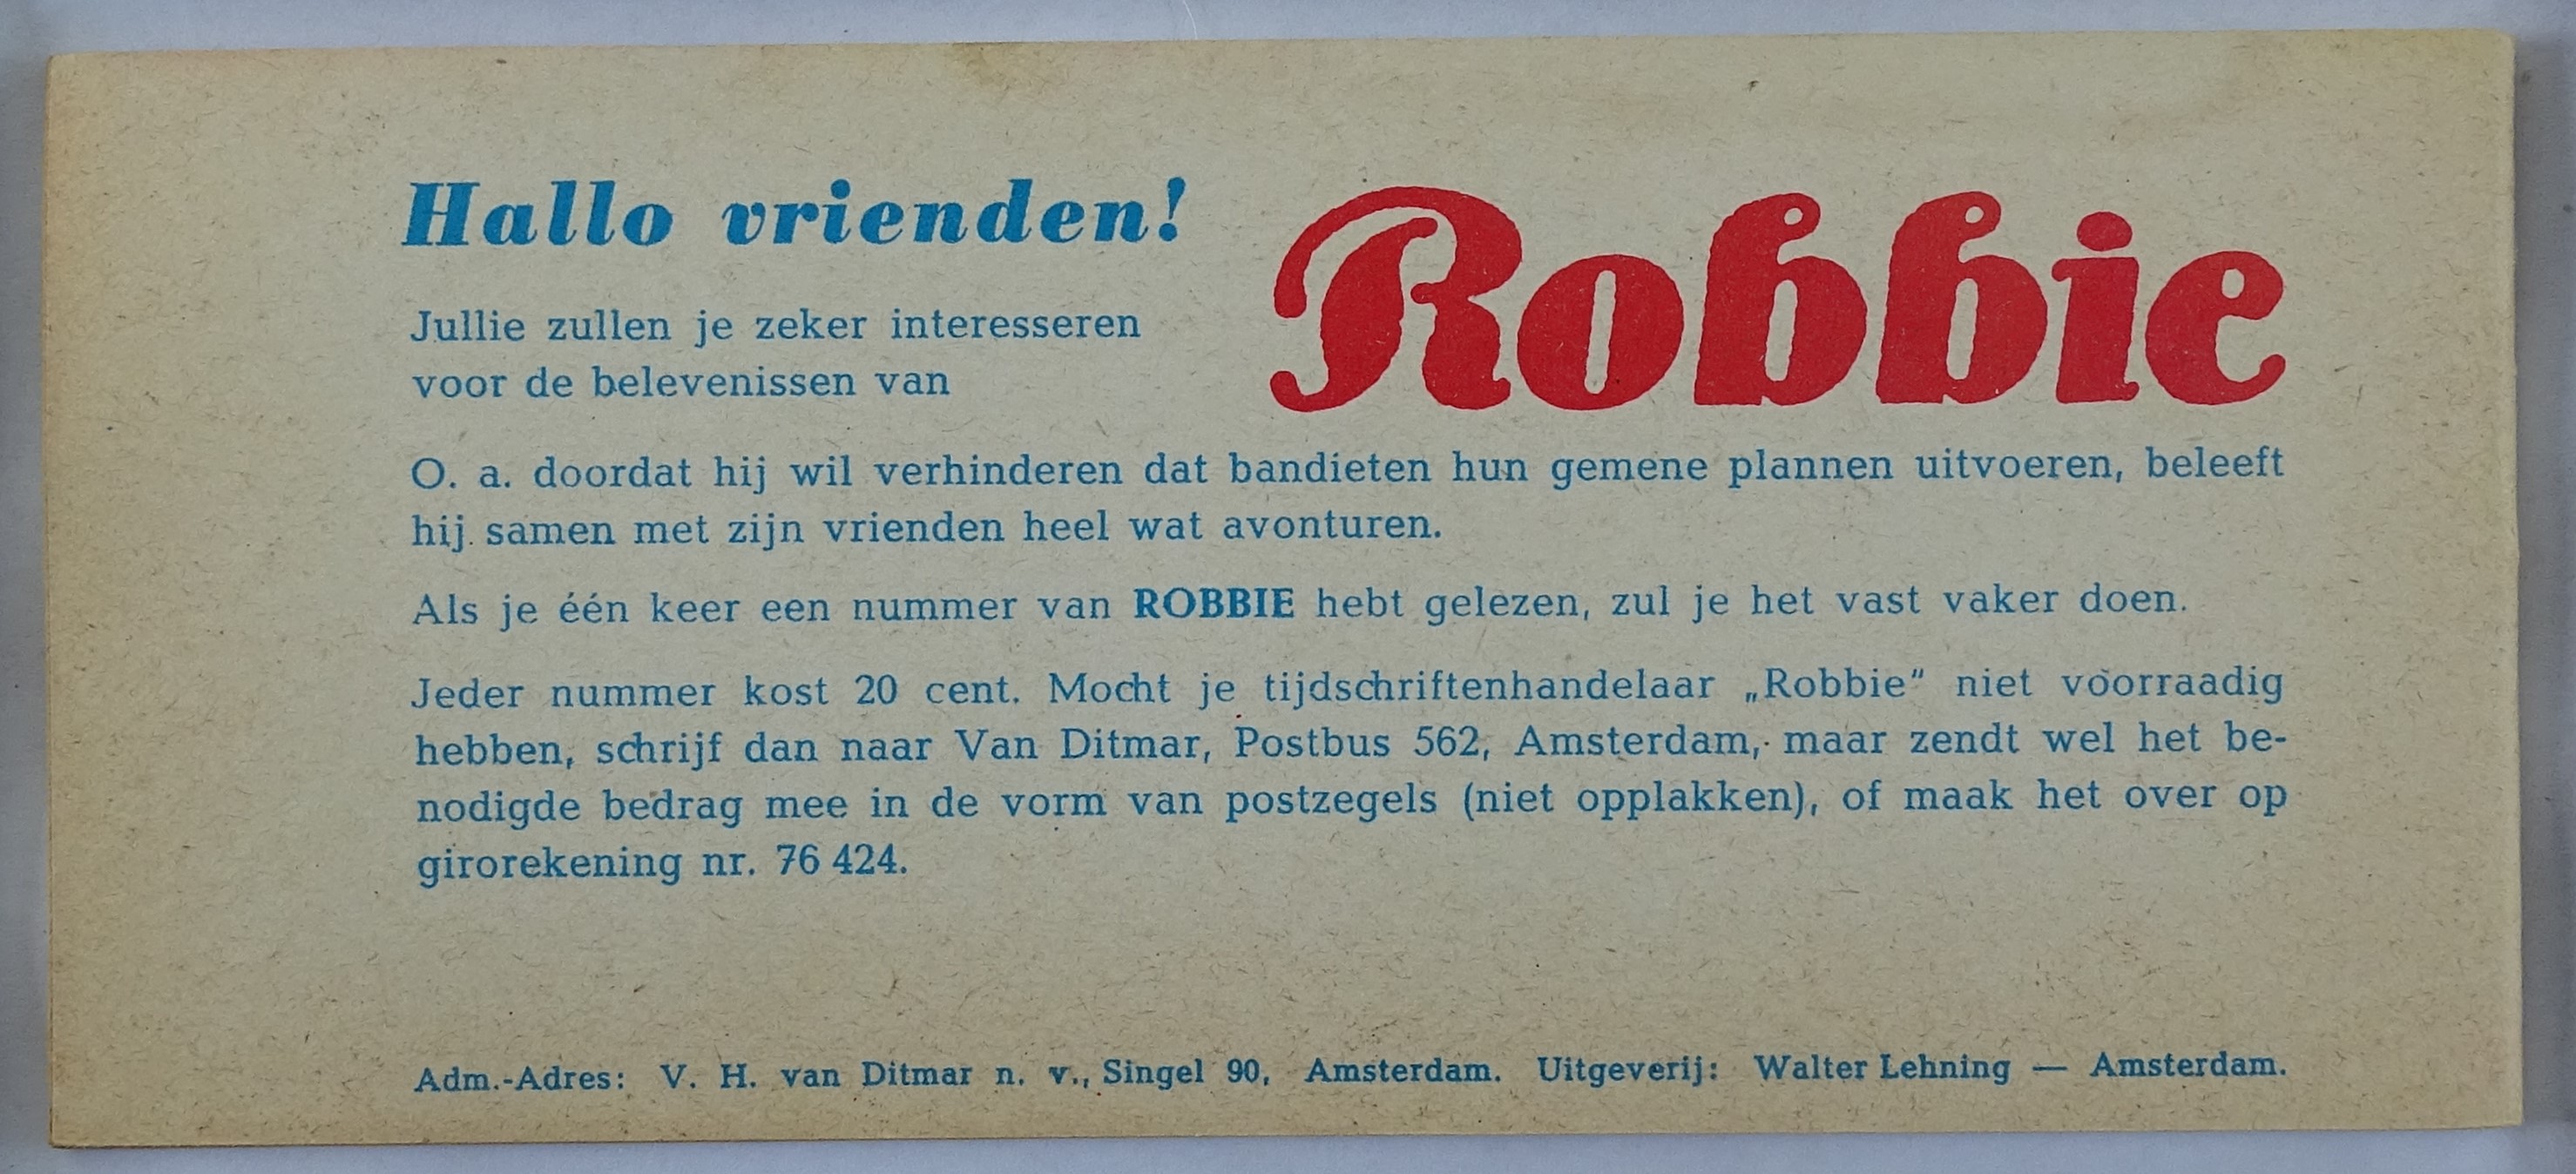 Hallo vrienden!
Robbie
Jullie zullen je zeker interesseren
voor de belevenissen van
O. a. doordat hij wil verhinderen dat bandieten hun gemene plannen uitvoeren, beleeft
hij samen met zijn vrienden heel wat avonturen.
Als je één keer een nummer van ROBBIE hebt gelezen, zul je het vast vaker doen.
Jeder nummer kost 20 cent. Mocht je tijdschriftenhandelaar „Robbie" niet voorraadig
hebben, schrijf dan naar Van Ditmar, Postbus 562, Amsterdam, maar zendt wel het be-
nodigde bedrag mee in de vorm van postzegels (niet opplakken), of maak het over op
girorekening nr. 76 424.
Adm.-Adres: V. H. van Ditmar n. v., Singel 90, Amsterdam. Uitgeverij: Walter Lehning — Amsterdam.